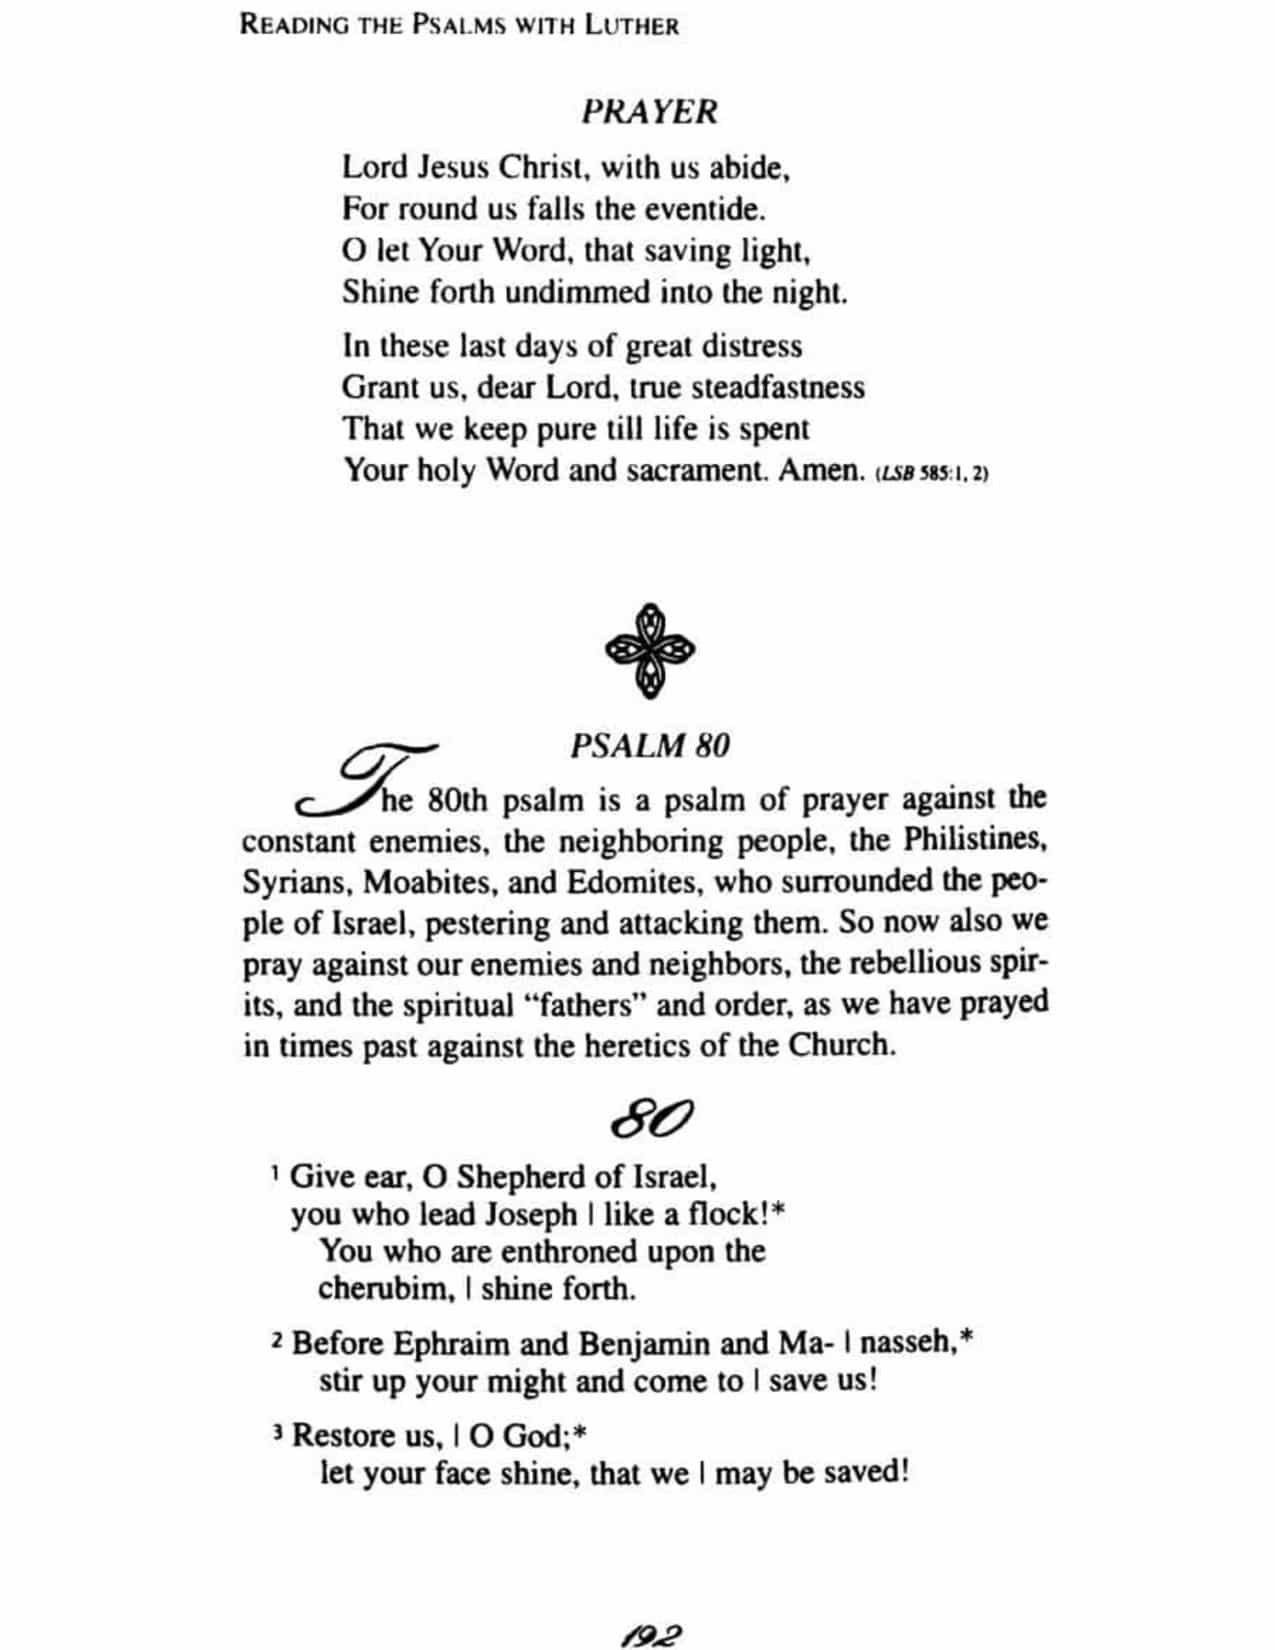 READING THE PSALMS WITH LUTHER
PRAYER
Lord Jesus Christ, with us abide,
For round us falls the eventide.
O let Your Word, that saving light,
Shine forth undimmed into the night.
In these last days of great distress
Grant us, dear Lord, true steadfastness
That we keep pure till life is spent
Your holy Word and sacrament. Amen. (LSB 585:1, 2)
PSALM 80
The 80th psalm is a psalm of prayer against the
constant enemies, the neighboring people, the Philistines,
Syrians, Moabites, and Edomites, who surrounded the peo-
ple of Israel, pestering and attacking them. So now also we
pray against our enemies and neighbors, the rebellious spir-
its, and the spiritual “fathers” and order, as we have prayed
in times past against the heretics of the Church.
80
1 Give ear, O Shepherd of Israel,
you who lead Joseph | like a flock!*
You who are enthroned upon the
cherubim, | shine forth.
2 Before Ephraim and Benjamin and Ma- | nasseh,*
stir up your might and come to | save us!
3 Restore us, | O God;*
let your face shine, that we | may be saved!
192